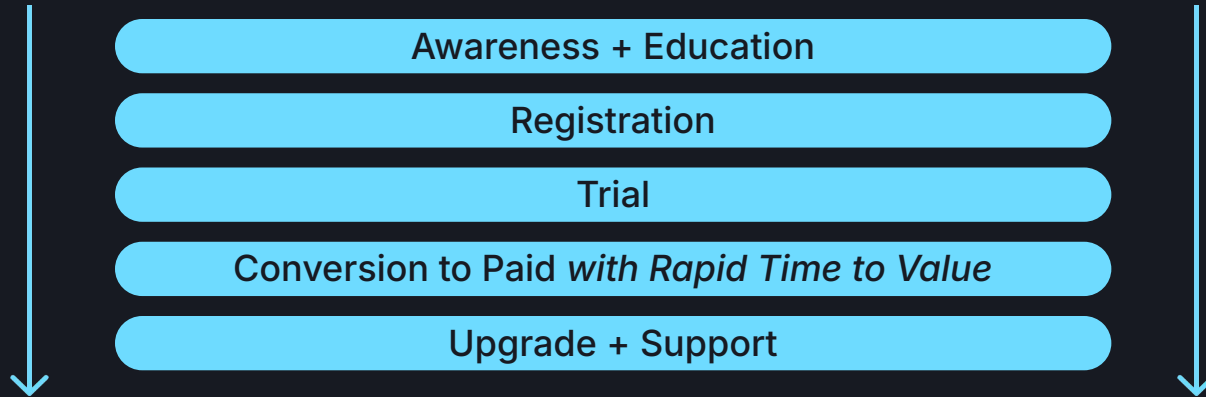 Awareness + Education
Registration
Trial
Conversion to Paid with Rapid Time to Value
Upgrade + Support